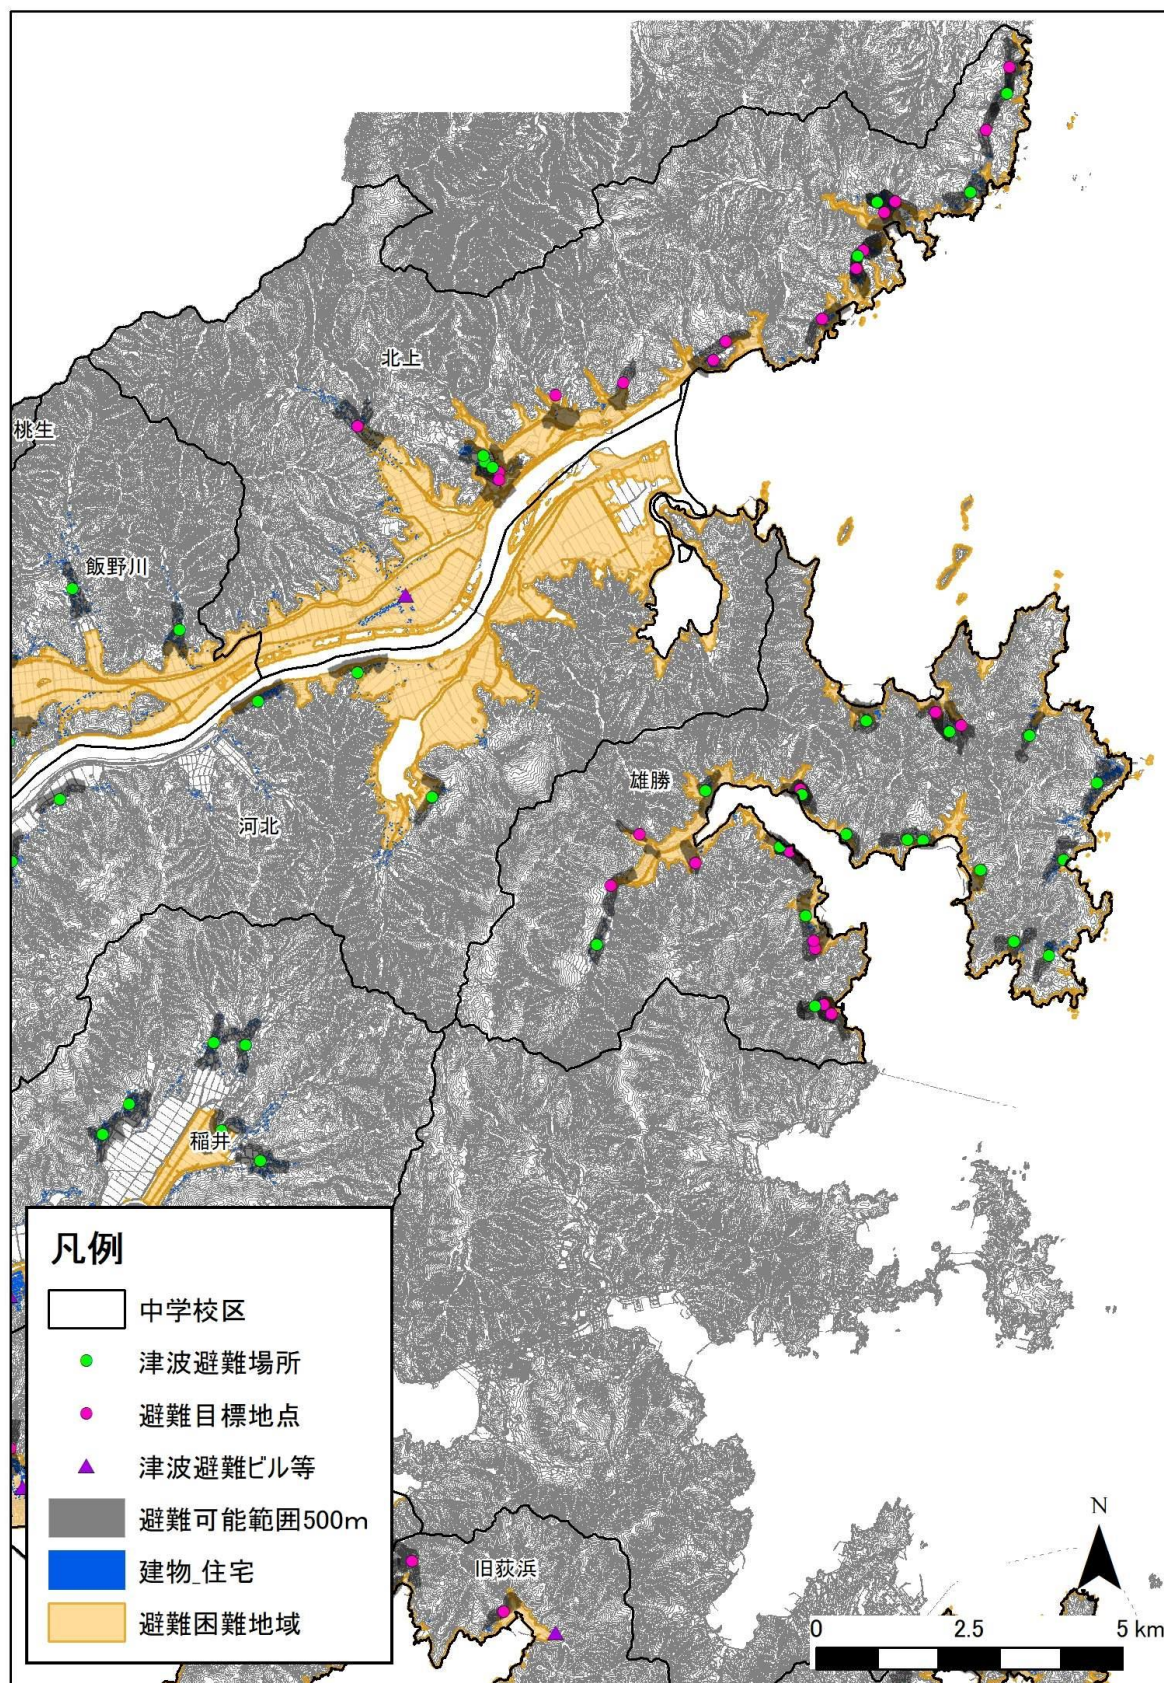 北上
桃生
飯野川
雄勝
河北
稲井
凡例
中学校区
津波避難場所
避難目標地点
津波避難ビル等
避難可能範囲500m
建物_住宅
避難困難地域
旧荻浜
N
0 2.5 5 km